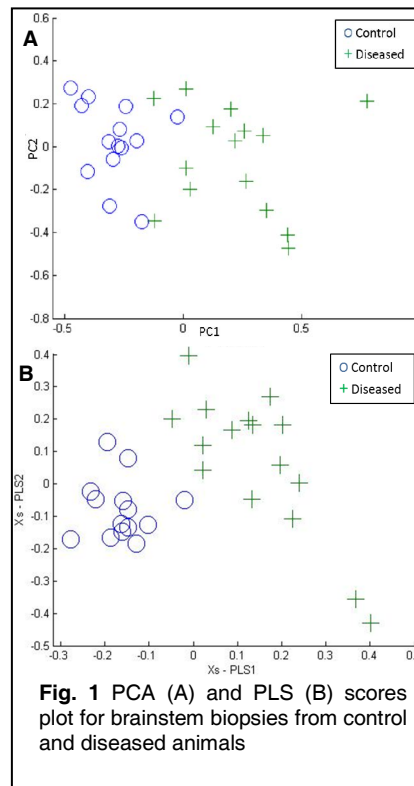 A
0.6
0.4
0.2
0
-0.2
-0.4
-0.6
-0.8
PC2
-0.5
0
0.5
PC1
Control
Diseased
B
0.4
0.3
0.2
0.1
0
-0.1
-0.2
-0.3
-0.4
-0.5
Xs - PLS2
-0.3
-0.2
-0.1
0
0.1
0.2
0.3
0.4
0.5
Xs - PLS1
Control
Diseased
Fig. 1 PCA (A) and PLS (B) scores
plot for brainstem biopsies from control
and diseased animals